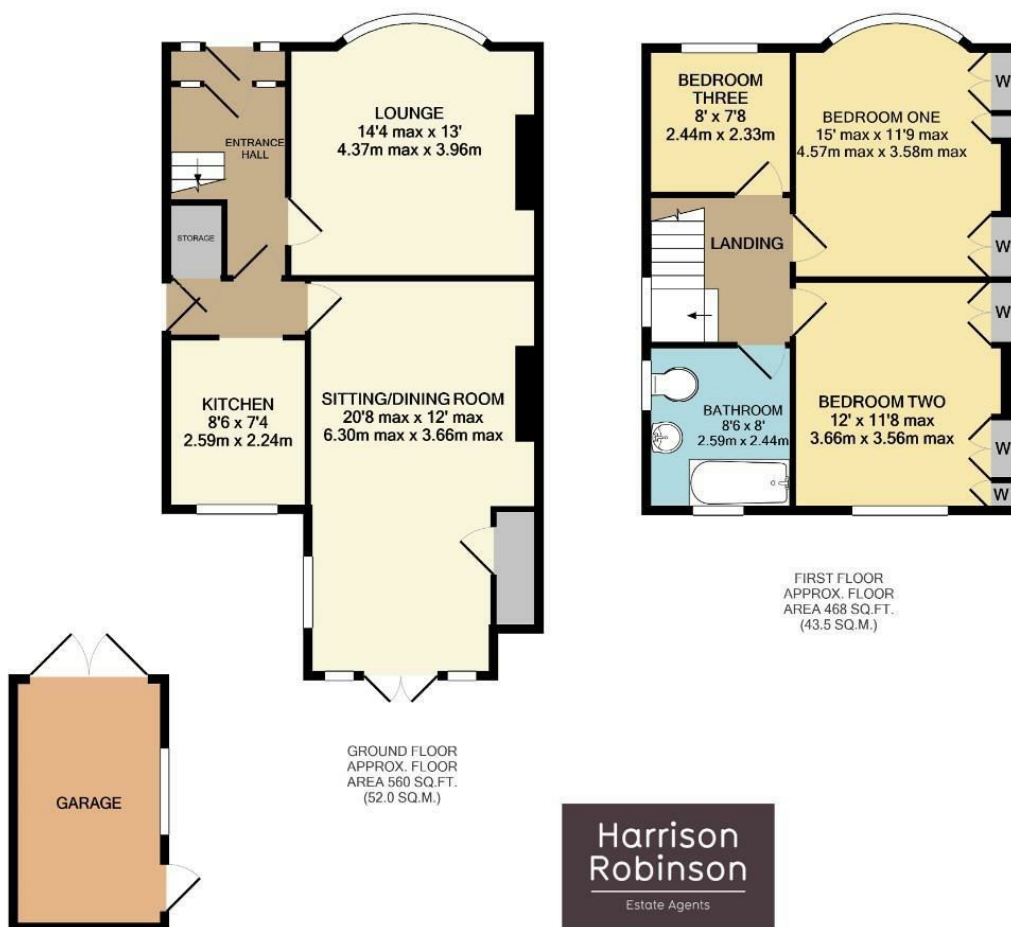 LOUNGE
14'4 max x 13'
4.37m max x 3.96m
ENTRANCE
HALL
STORAGE
KITCHEN
8'6 x 7'4
2.59m x 2.24m
SITTING/DINING ROOM
20'8 max x 12' max
6.30m max x 3.66m max
GROUND FLOOR
APPROX. FLOOR
AREA 560 SQ.FT.
(52.0 SQ.M.)
GARAGE
BEDROOM
THREE
8' x 7'8
2.44m x 2.33m
BEDROOM ONE
15' max x 11'9 max
4.57m max x 3.58m max
W
W
LANDING
W
BATHROOM
8'6 x 8'
2.59m x 2.44m
BEDROOM TWO
12' x 11'8 max
3.66m x 3.56m max
W
W
FIRST FLOOR
APPROX. FLOOR
AREA 468 SQ.FT.
(43.5 SQ.M.)
Harrison
Robinson
Estate Agents